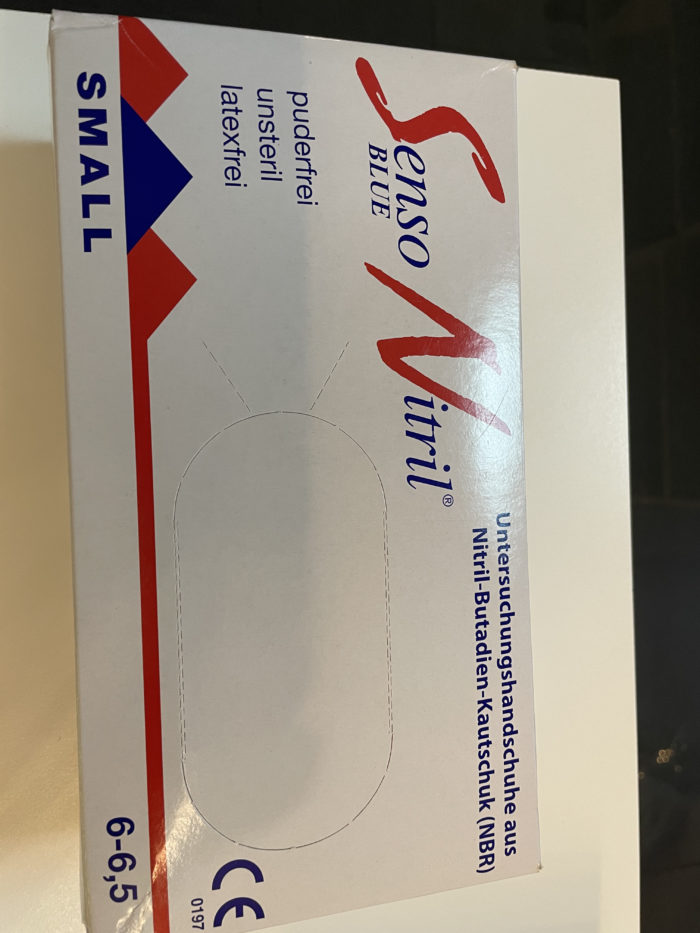 Senso Nitril®
BLUE
Untersuchungshandschuhe aus
Nitril-Butadien-Kautschuk (NBR)
puderfrei
unsteril
latexfrei
CE
0197
SMALL
6-6,5